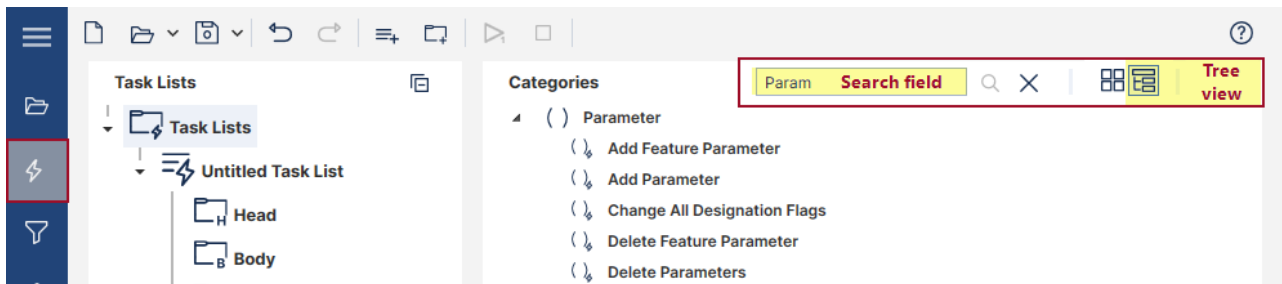 Task Lists
Task Lists
Untitled Task List
H Head
B Body
Categories
Param Search field
Tree
view
( ) Parameter
( ) Add Feature Parameter
( ) Add Parameter
( ) Change All Designation Flags
( ) Delete Feature Parameter
( ) Delete Parameters